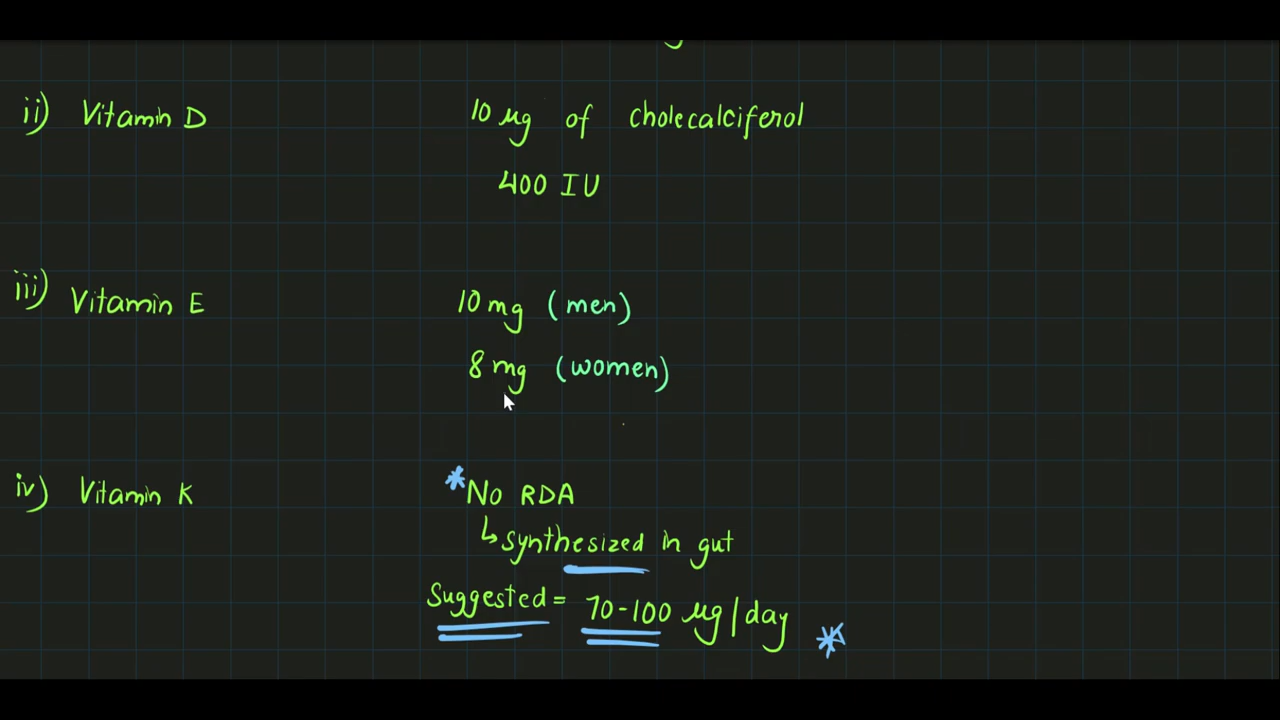 ii) Vitamin D 10 µg of cholecalciferol
400 IU
iii) Vitamin E 10 mg (men)
8 mg (women)
iv) Vitamin K *No RDA
↳ synthesized in gut
Suggested = 70-100 µg/day *